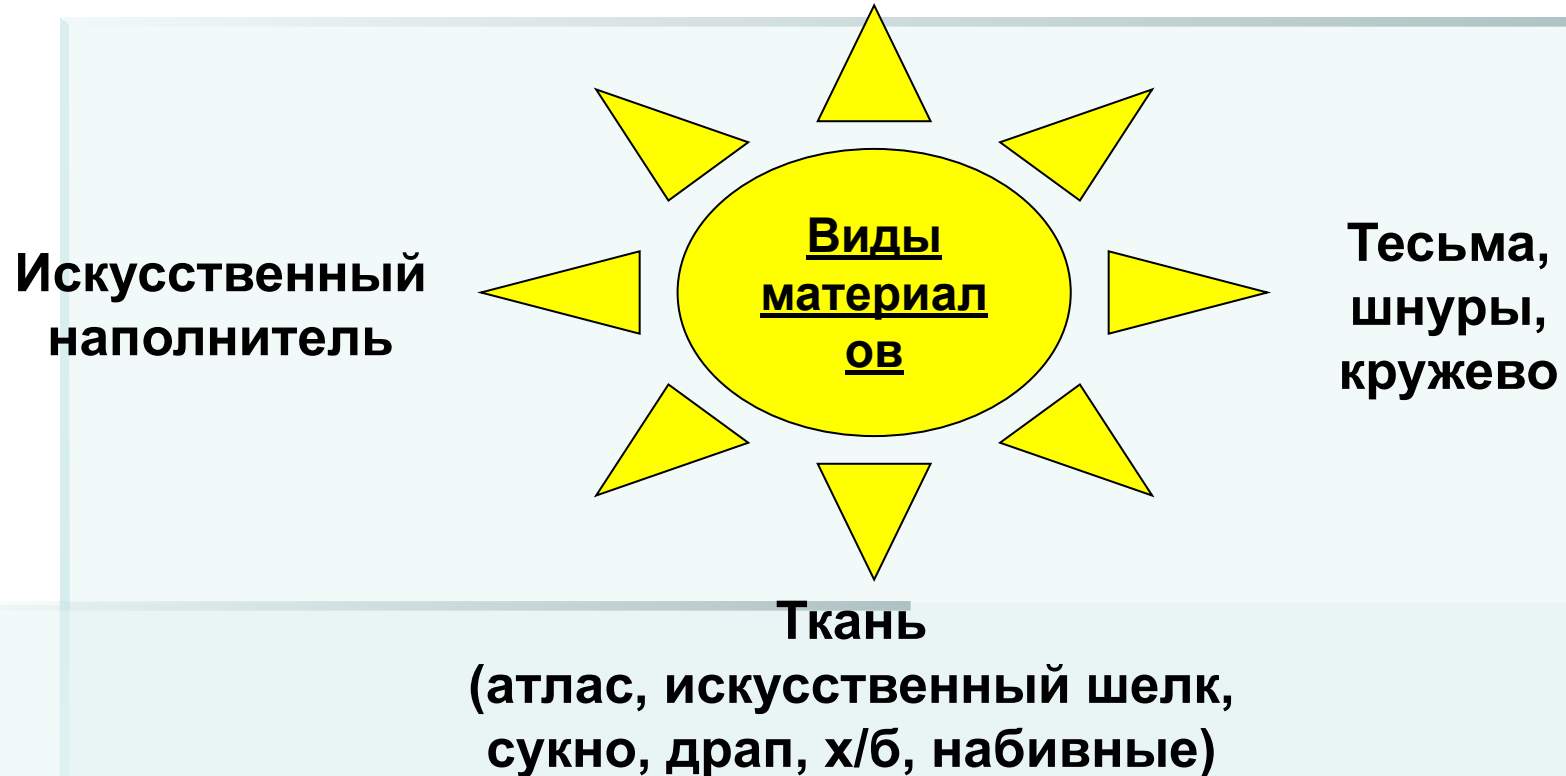 Виды
материал
ов
Искусственный
наполнитель
Тесьма,
шнуры,
кружево
Ткань
(атлас, искусственный шелк,
сукно, драп, х/б, набивные)